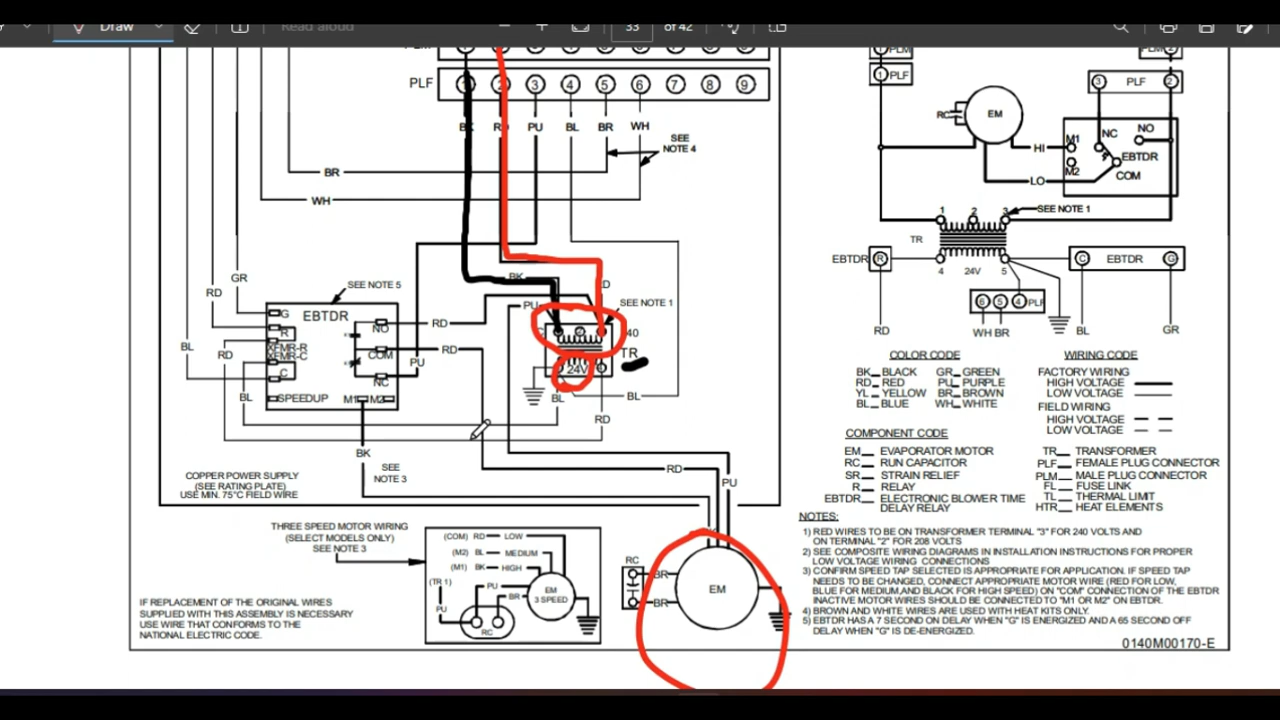 Draw
Read aloud
33 of 42
PLF 1 2 3 4 5 6 7 8 9
RD PU BL BR WH
SEE
NOTE 4
BR
WH
GR
RD
BL
RD
SEE NOTE 5
EBTDR
G
R
XFMR-R
XFMR-C
C
SPEEDUP
NO
COM
NC
M1 M2
RD
RD
PU
BL
BK
PU
SEE NOTE 1
40
TR
24V
BL
BL
RD
BK
SEE
NOTE 3
RD
PU
COPPER POWER SUPPLY
(SEE RATING PLATE)
USE MIN. 75°C FIELD WIRE
THREE SPEED MOTOR WIRING
(SELECT MODELS ONLY)
SEE NOTE 3
(COM) RD LOW
(M2) BL MEDIUM
(M1) BK HIGH
(TR 1)
PU
PU
BR
RC
EM
3 SPEED
RC
BR
BR
EM
IF REPLACEMENT OF THE ORIGINAL WIRES
SUPPLIED WITH THIS ASSEMBLY IS NECESSARY
USE WIRE THAT CONFORMS TO THE
NATIONAL ELECTRIC CODE.
PLM
1 PLF
PLM 2
3 PLF 2
RC
EM
HI
LO
M1
M2
NC
NO
EBTDR
COM
1 2 3
SEE NOTE 1
TR
4 24V 5
EBTDR R
C EBTDR G
6 5 4 PLF
RD
WH BR
BL
GR
COLOR CODE
BK BLACK GR GREEN
RD RED PU PURPLE
YL YELLOW BR BROWN
BL BLUE WH WHITE
WIRING CODE
FACTORY WIRING
HIGH VOLTAGE
LOW VOLTAGE
FIELD WIRING
HIGH VOLTAGE
LOW VOLTAGE
COMPONENT CODE
EM EVAPORATOR MOTOR
RC RUN CAPACITOR
SR STRAIN RELIEF
R RELAY
EBTDR ELECTRONIC BLOWER TIME
DELAY RELAY
TR TRANSFORMER
PLF FEMALE PLUG CONNECTOR
PLM MALE PLUG CONNECTOR
FL FUSE LINK
TL THERMAL LIMIT
HTR HEAT ELEMENTS
NOTES:
1) RED WIRES TO BE ON TRANSFORMER TERMINAL "3" FOR 240 VOLTS AND
ON TERMINAL "2" FOR 208 VOLTS
2) SEE COMPOSITE WIRING DIAGRAMS IN INSTALLATION INSTRUCTIONS FOR PROPER
LOW VOLTAGE WIRING CONNECTIONS
3) CONFIRM SPEED TAP SELECTED IS APPROPRIATE FOR APPLICATION. IF SPEED TAP
NEEDS TO BE CHANGED, CONNECT APPROPRIATE MOTOR WIRE (RED FOR LOW,
BLUE FOR MEDIUM,AND BLACK FOR HIGH SPEED) ON "COM" CONNECTION OF THE EBTDR
INACTIVE MOTOR WIRES SHOULD BE CONNECTED TO "M1 OR M2" ON EBTDR.
4) BROWN AND WHITE WIRES ARE USED WITH HEAT KITS ONLY.
5) EBTDR HAS A 7 SECOND ON DELAY WHEN "G" IS ENERGIZED AND A 65 SECOND OFF
DELAY WHEN "G" IS DE-ENERGIZED.
0140M00170-E